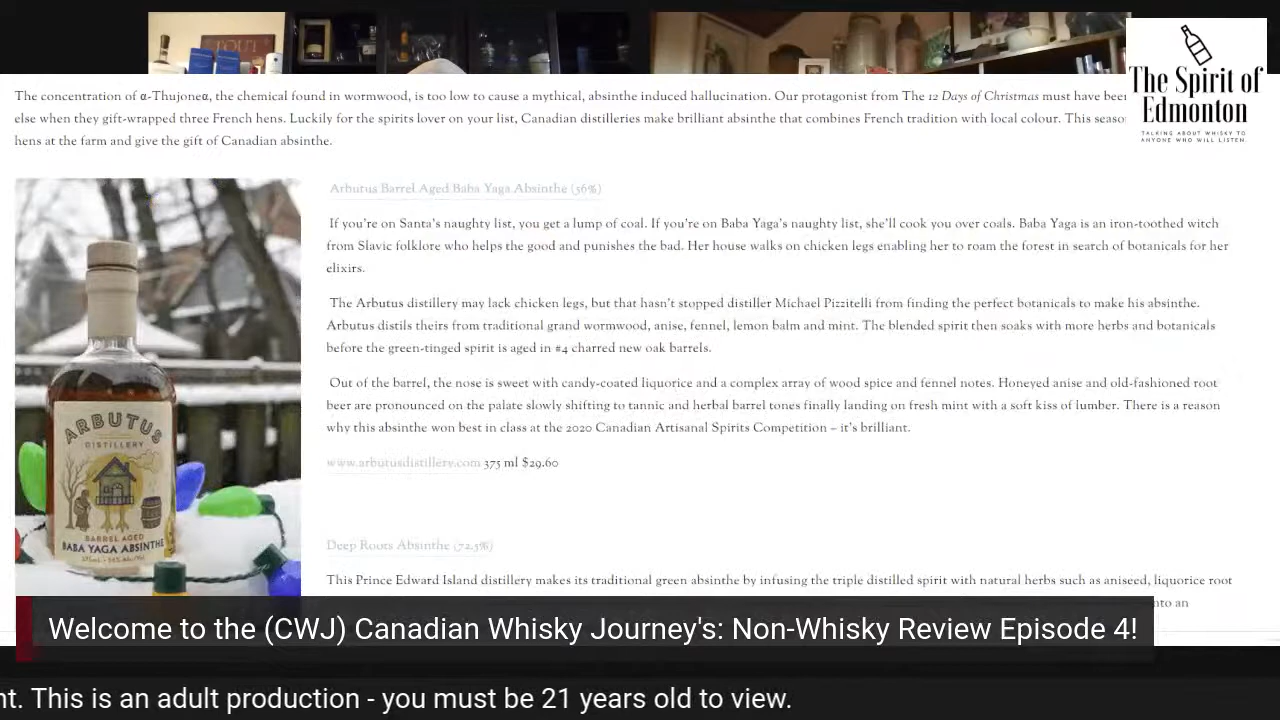 TOUT
The Spirit of
Edmonton
TALKING ABOUT WHISKY TO
ANYONE WHO WILL LISTEN.
The concentration of α-Thujoneα, the chemical found in wormwood, is too low to cause a mythical, absinthe induced hallucination. Our protagonist from The 12 Days of Christmas must have been
else when they gift-wrapped three French hens. Luckily for the spirits lover on your list, Canadian distilleries make brilliant absinthe that combines French tradition with local colour. This
hens at the farm and give the gift of Canadian absinthe.
Arbutus Barrel Aged Baba Yaga Absinthe (56%)
If you're on Santa's naughty list, you get a lump of coal. If you're on Baba Yaga's naughty list, she'll cook you over coals. Baba Yaga is an iron-toothed witch
from Slavic folklore who helps the good and punishes the bad. Her house walks on chicken legs enabling her to roam the forest in search of botanicals for her
elixirs.
The Arbutus distillery may lack chicken legs, but that hasn't stopped distiller Michael Pizzitelli from finding the perfect botanicals to make his absinthe.
Arbutus distils theirs from traditional grand wormwood, anise, fennel, lemon balm and mint. The blended spirit then soaks with more herbs and botanicals
before the green-tinged spirit is aged in #4 charred new oak barrels.
Out of the barrel, the nose is sweet with candy-coated liquorice and a complex array of wood spice and fennel notes. Honeyed anise and old-fashioned root
beer are pronounced on the palate slowly shifting to tannic and herbal barrel tones finally landing on fresh mint with a soft kiss of lumber. There is a reason
why this absinthe won best in class at the 2020 Canadian Artisanal Spirits Competition – it's brilliant.
www.arbutusdistillery.com 375 ml $29.60
ARBUTUS
DISTILLERY
BARREL AGED
BABA YAGA ABSINTHE
Deep Roots Absinthe (72.5%)
This Prince Edward Island distillery makes its traditional green absinthe by infusing the triple distilled spirit with natural herbs such as aniseed, liquorice root
into an
Welcome to the (CWJ) Canadian Whisky Journey's: Non-Whisky Review Episode 4!
nt. This is an adult production - you must be 21 years old to view.